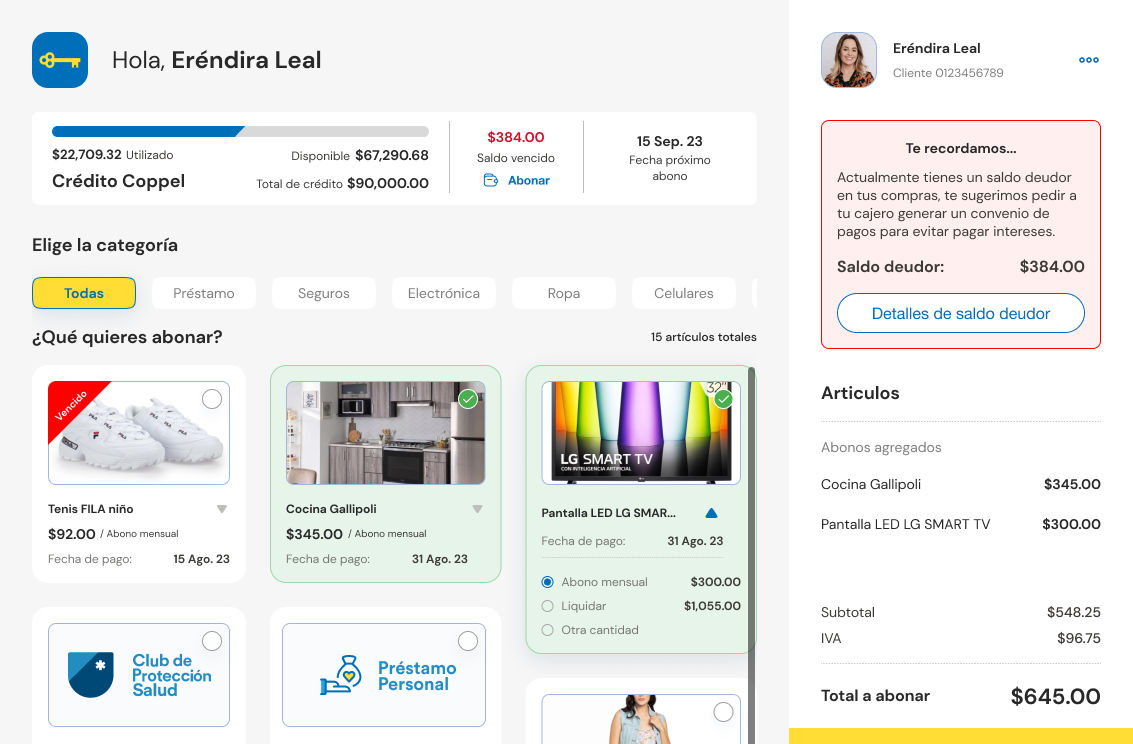 Hola, Eréndira Leal
$22,709.32 Utilizado
Disponible $67,290.68
Crédito Coppel
Total de crédito $90,000.00
$384.00
Saldo vencido
Abonar
15 Sep. 23
Fecha próximo
abono
Elige la categoría
Todas
Préstamo
Seguros
Electrónica
Ropa
Celulares
¿Qué quieres abonar?
15 artículos totales
Vencido
Tenis FILA niño
$92.00 / Abono mensual
Fecha de pago: 15 Ago. 23
Cocina Gallipoli
$345.00 / Abono mensual
Fecha de pago: 31 Ago. 23
32"
LG SMART TV
CON INTELIGENCIA ARTIFICIAL
Pantalla LED LG SMAR...
Fecha de pago: 31 Ago. 23
Abono mensual $300.00
Liquidar $1,055.00
Otra cantidad
Club de
Protección
Salud
Préstamo
Personal
Eréndira Leal
Cliente 0123456789
Te recordamos...
Actualmente tienes un saldo deudor
en tus compras, te sugerimos pedir a
tu cajero generar un convenio de
pagos para evitar pagar intereses.
Saldo deudor: $384.00
Detalles de saldo deudor
Articulos
Abonos agregados
Cocina Gallipoli $345.00
Pantalla LED LG SMART TV $300.00
Subtotal $548.25
IVA $96.75
Total a abonar $645.00